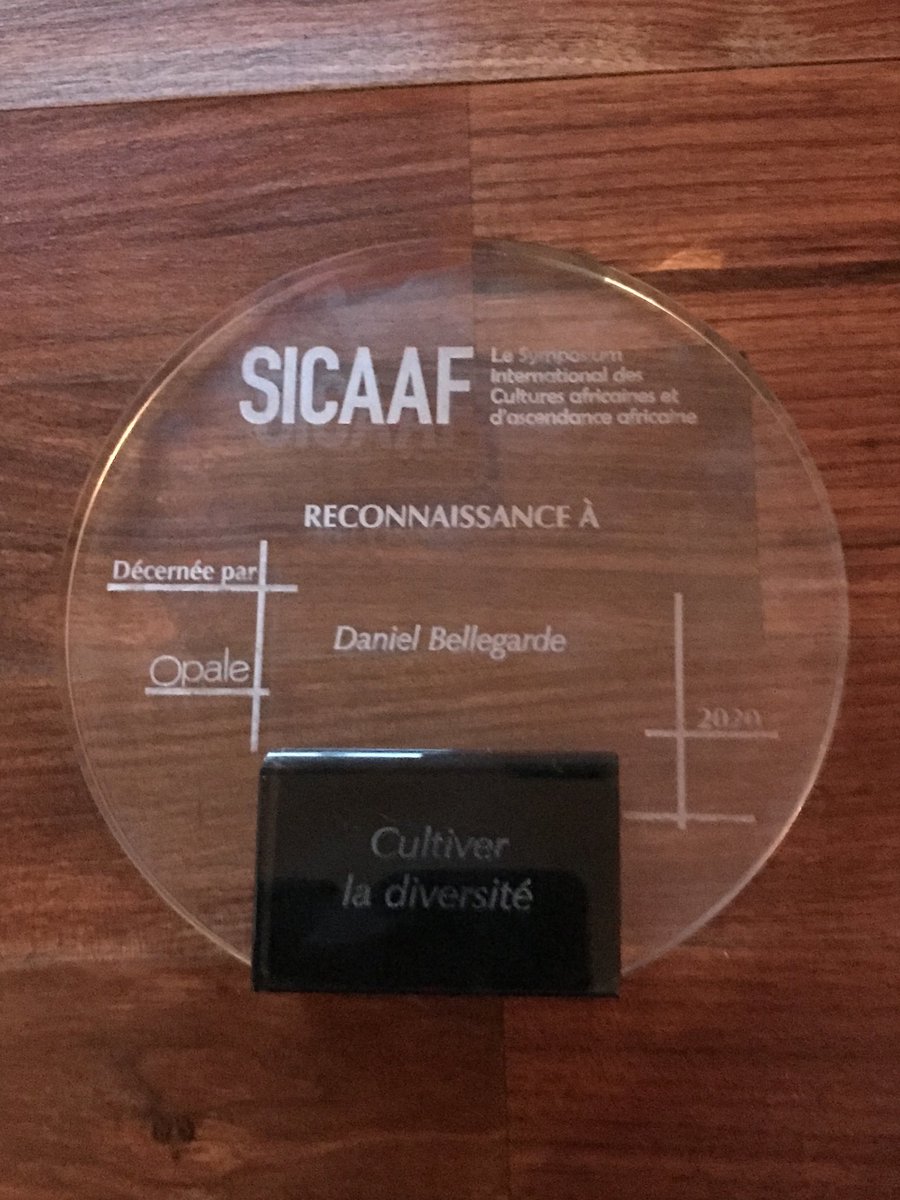 SICAAF
Le Symposium
International des
Cultures africaines et
d'ascendance africaine
RECONNAISSANCE À
Décernée par
Opale
Daniel Bellegarde
2020
Cultiver
la diversité